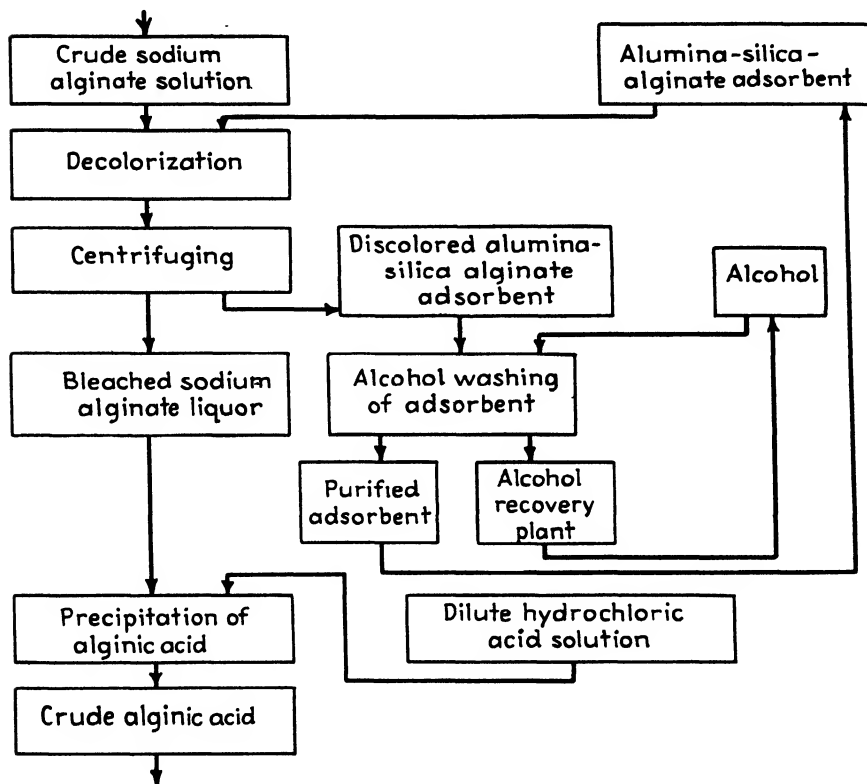 Crude sodium
alginate solution
Alumina-silica-
alginate adsorbent
Decolorization
Centrifuging
Discolored alumina-
silica alginate
adsorbent
Alcohol
Bleached sodium
alginate liquor
Alcohol washing
of adsorbent
Purified
adsorbent
Alcohol
recovery
plant
Precipitation of
alginic acid
Dilute hydrochloric
acid solution
Crude alginic acid